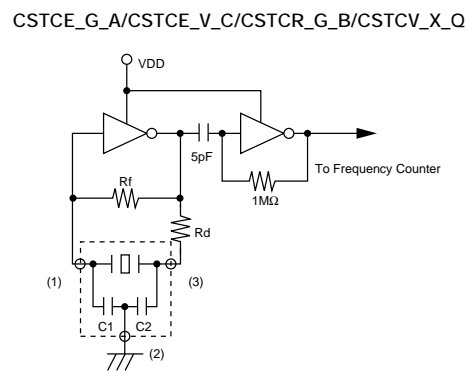 CSTCE_G_A/CSTCE_V_C/CSTCR_G_B/CSTCV_X_Q
VDD
5pF
To Frequency Counter
Rf
1MΩ
Rd
(1)
(3)
C1
C2
(2)